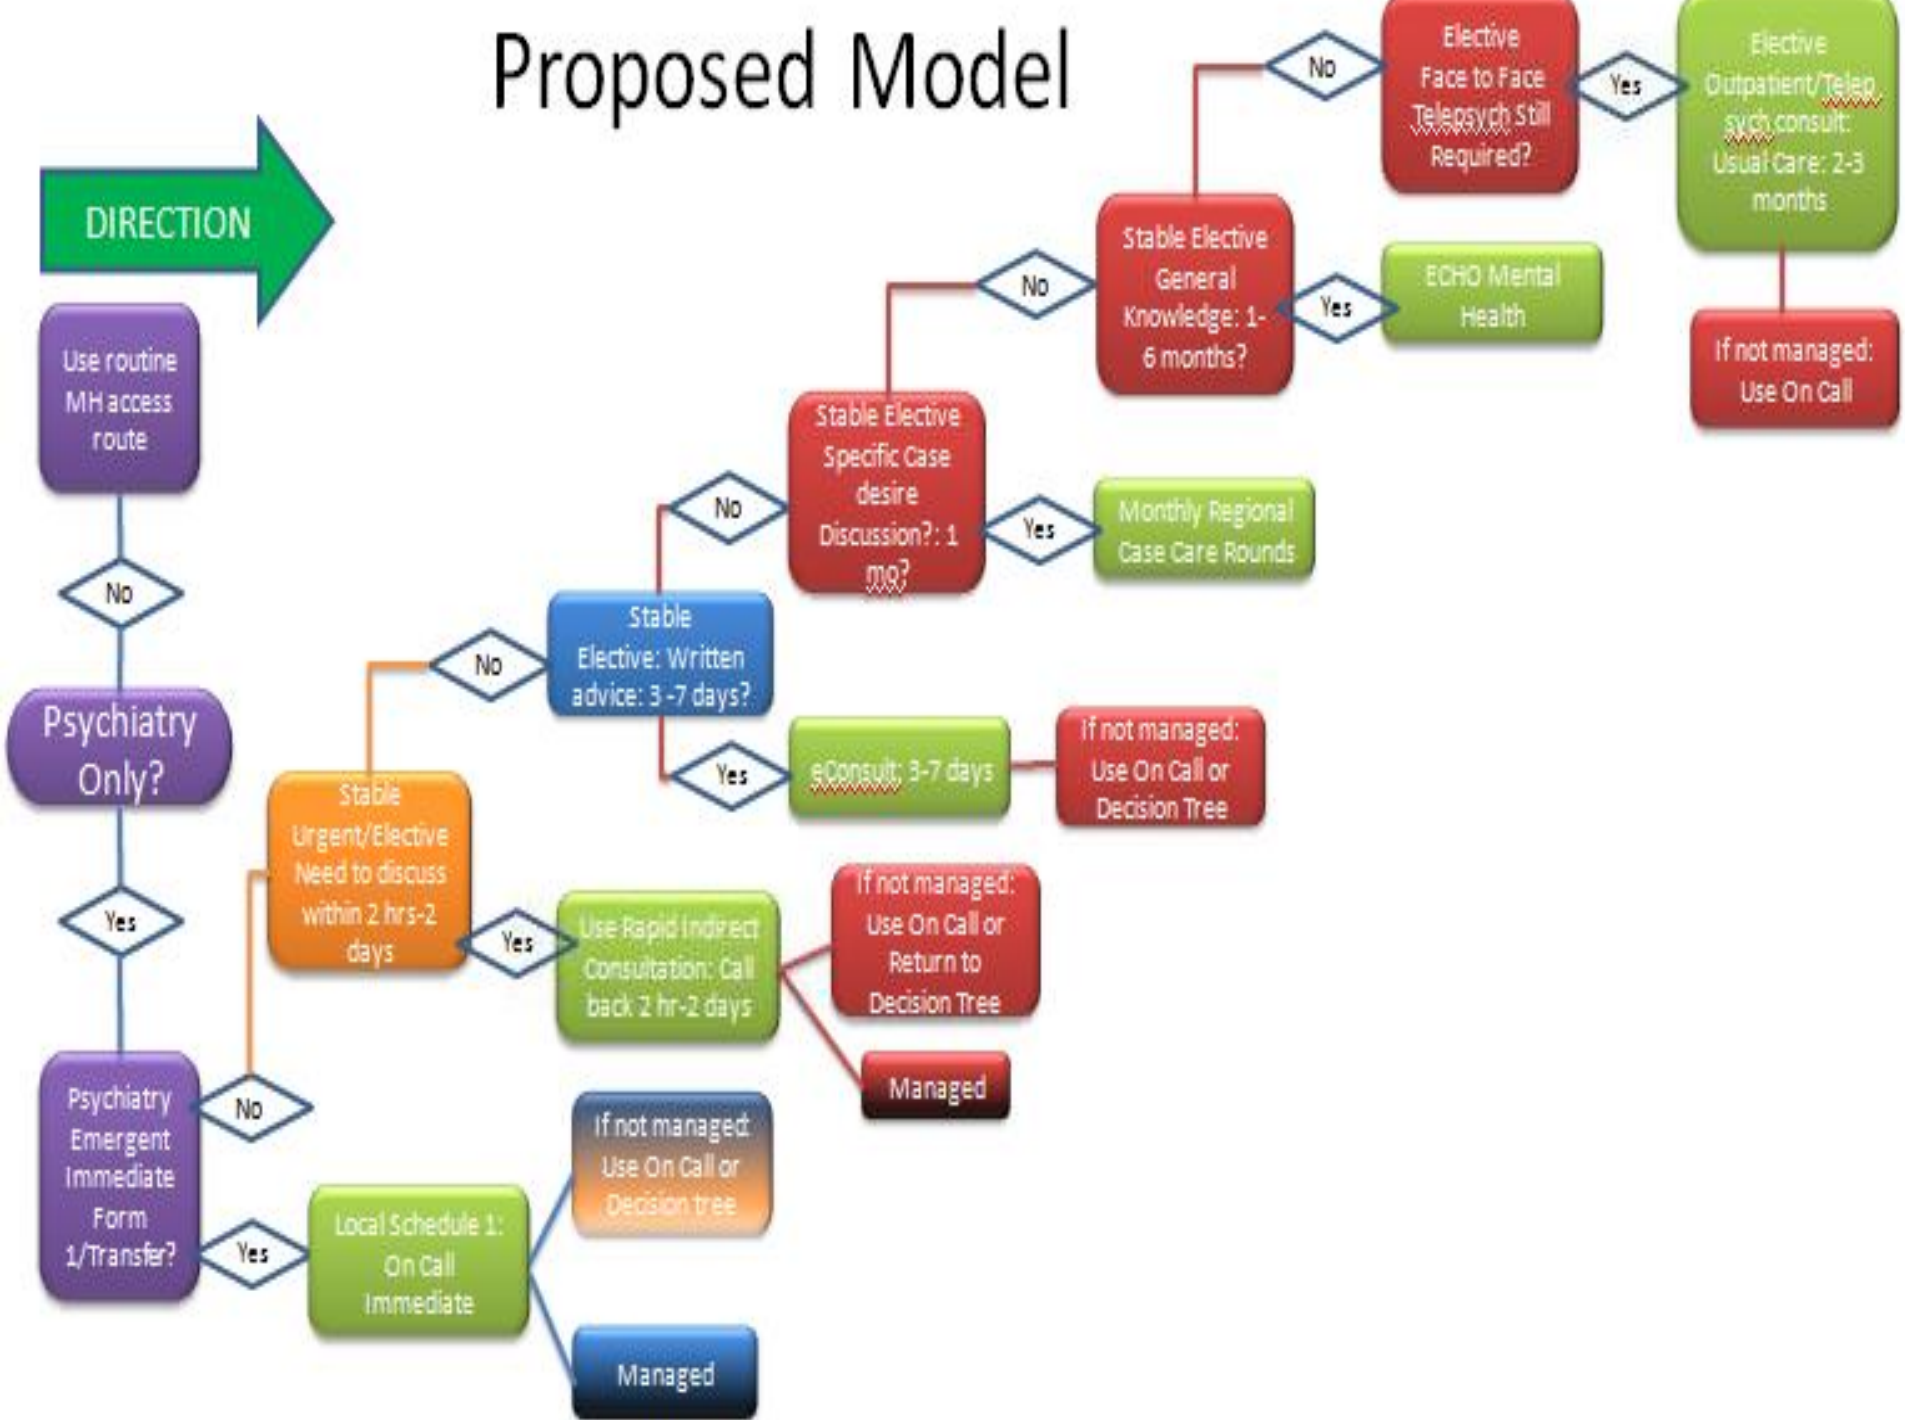 Proposed Model
DIRECTION
Use routine
MH access
route
No
Psychiatry
Only?
Yes
Psychiatry
Emergent
Immediate
Form
1/Transfer?
Yes
Local Schedule 1:
On Call
Immediate
If not managed:
Use On Call or
Decision tree
Managed
No
Stable
Urgent/Elective
Need to discuss
within 2 hrs-2
days
Yes
Use Rapid Indirect
Consultation: Call
back 2 hr-2 days
If not managed:
Use On Call or
Return to
Decision Tree
Managed
No
Stable
Elective: Written
advice: 3 -7 days?
Yes
eConsult; 3-7 days
If not managed:
Use On Call or
Decision Tree
No
Stable Elective
Specific Case
desire
Discussion?: 1
mo?
Yes
Monthly Regional
Case Care Rounds
No
Stable Elective
General
Knowledge: 1-
6 months?
Yes
ECHO Mental
Health
No
Elective
Face to Face
Telepsych Still
Required?
Yes
Elective
Outpatient/Telep
sych consult:
Usual Care: 2-3
months
If not managed:
Use On Call